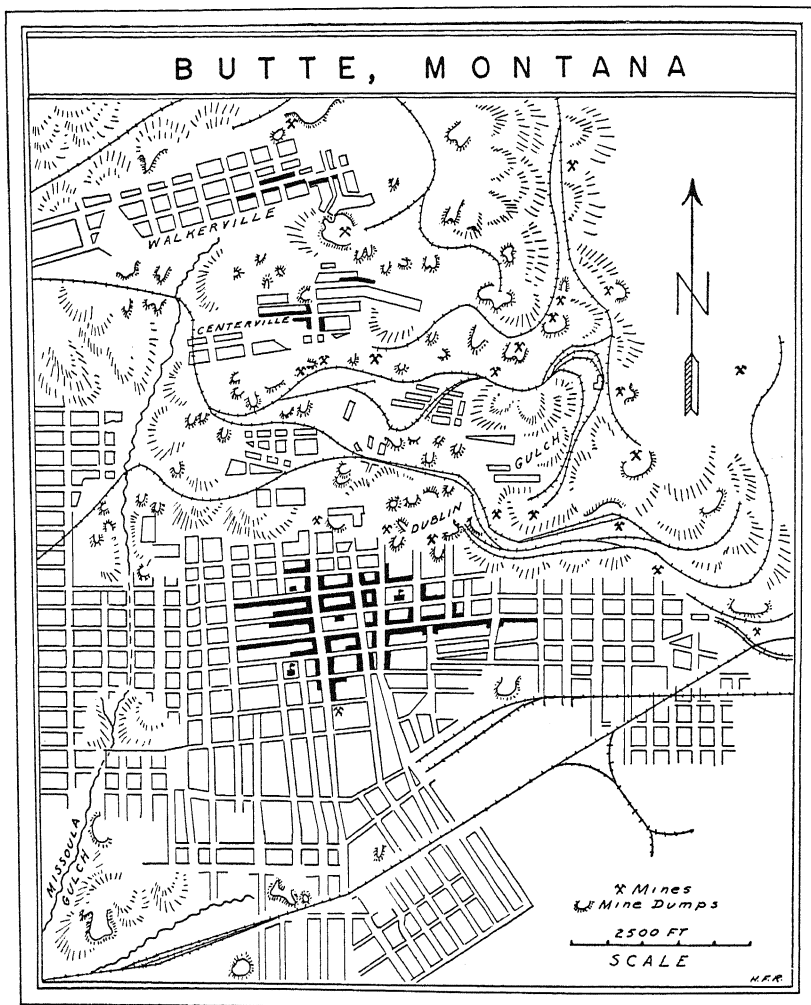 BUTTE, MONTANA
WALKERVILLE
CENTERVILLE
DUBLIN GULCH
MISSOULA
GULCH
Mines
Mine Dumps
2500 FT
SCALE
N
H.F.R.